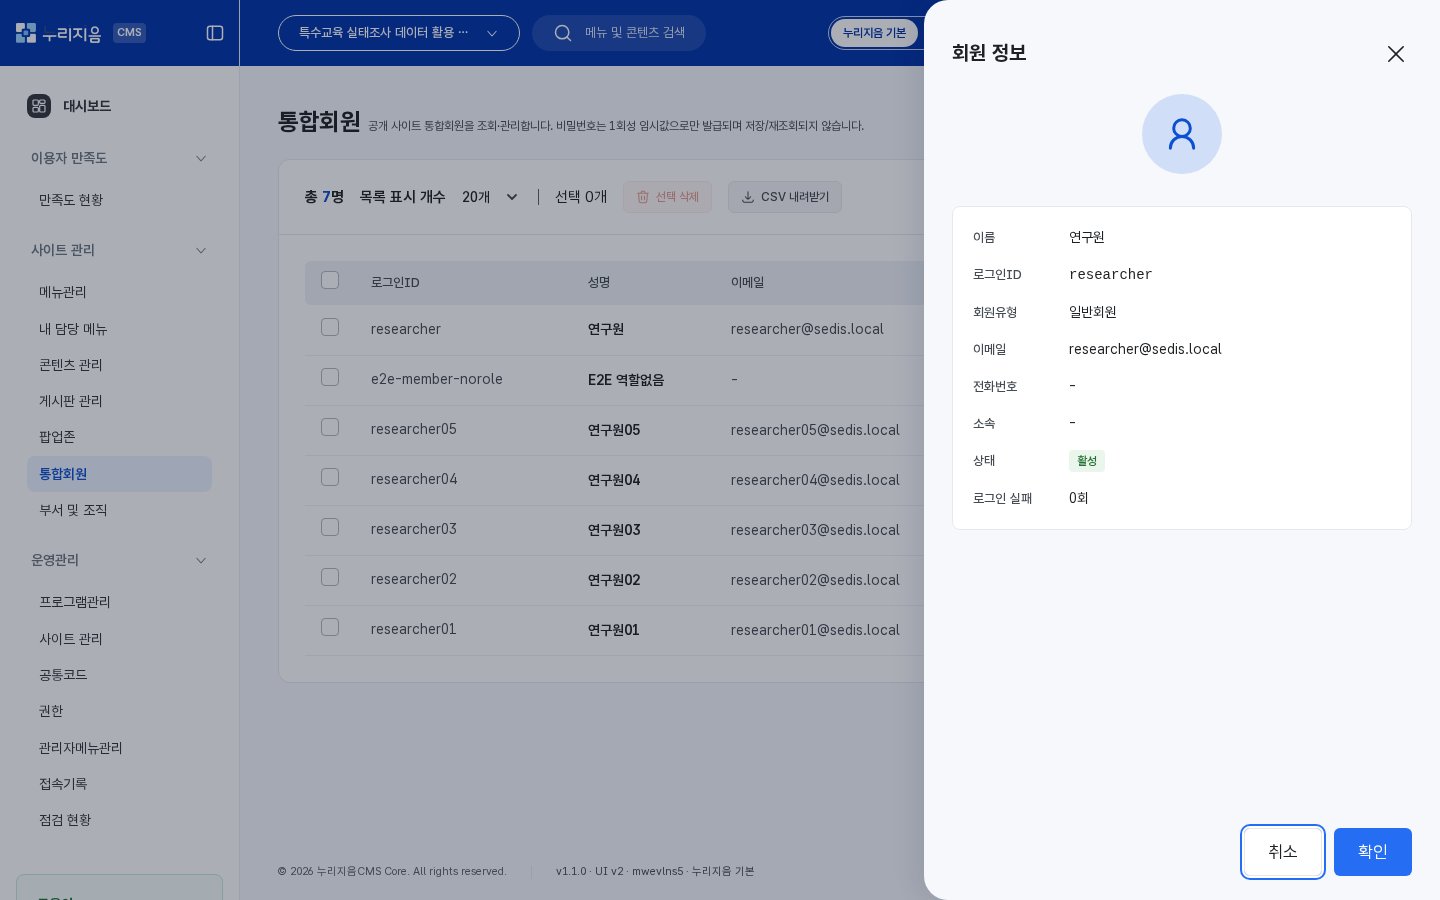 누리지음 CMS
특수교육 실태조사 데이터 활용 ···
메뉴 및 콘텐츠 검색
누리지음 기본
대시보드
이용자 만족도
만족도 현황
사이트 관리
메뉴관리
내 담당 메뉴
콘텐츠 관리
게시판 관리
팝업존
통합회원
부서 및 조직
운영관리
프로그램관리
사이트 관리
공통코드
권한
관리자메뉴관리
접속기록
점검 현황
통합회원 공개 사이트 통합회원을 조회·관리합니다. 비밀번호는 1회성 임시값으로만 발급되며 저장/재조회되지 않습니다.
총 7명 목록 표시 개수 20개 선택 0개 선택 삭제 CSV 내려받기
로그인ID 성명 이메일
researcher 연구원 researcher@sedis.local
e2e-member-norole E2E 역할없음 -
researcher05 연구원05 researcher05@sedis.local
researcher04 연구원04 researcher04@sedis.local
researcher03 연구원03 researcher03@sedis.local
researcher02 연구원02 researcher02@sedis.local
researcher01 연구원01 researcher01@sedis.local
© 2026 누리지음CMS Core. All rights reserved. v1.1.0 · UI v2 · mwevlns5 · 누리지음 기본
회원 정보
이름 연구원
로그인ID researcher
회원유형 일반회원
이메일 researcher@sedis.local
전화번호 -
소속 -
상태 활성
로그인 실패 0회
취소 확인